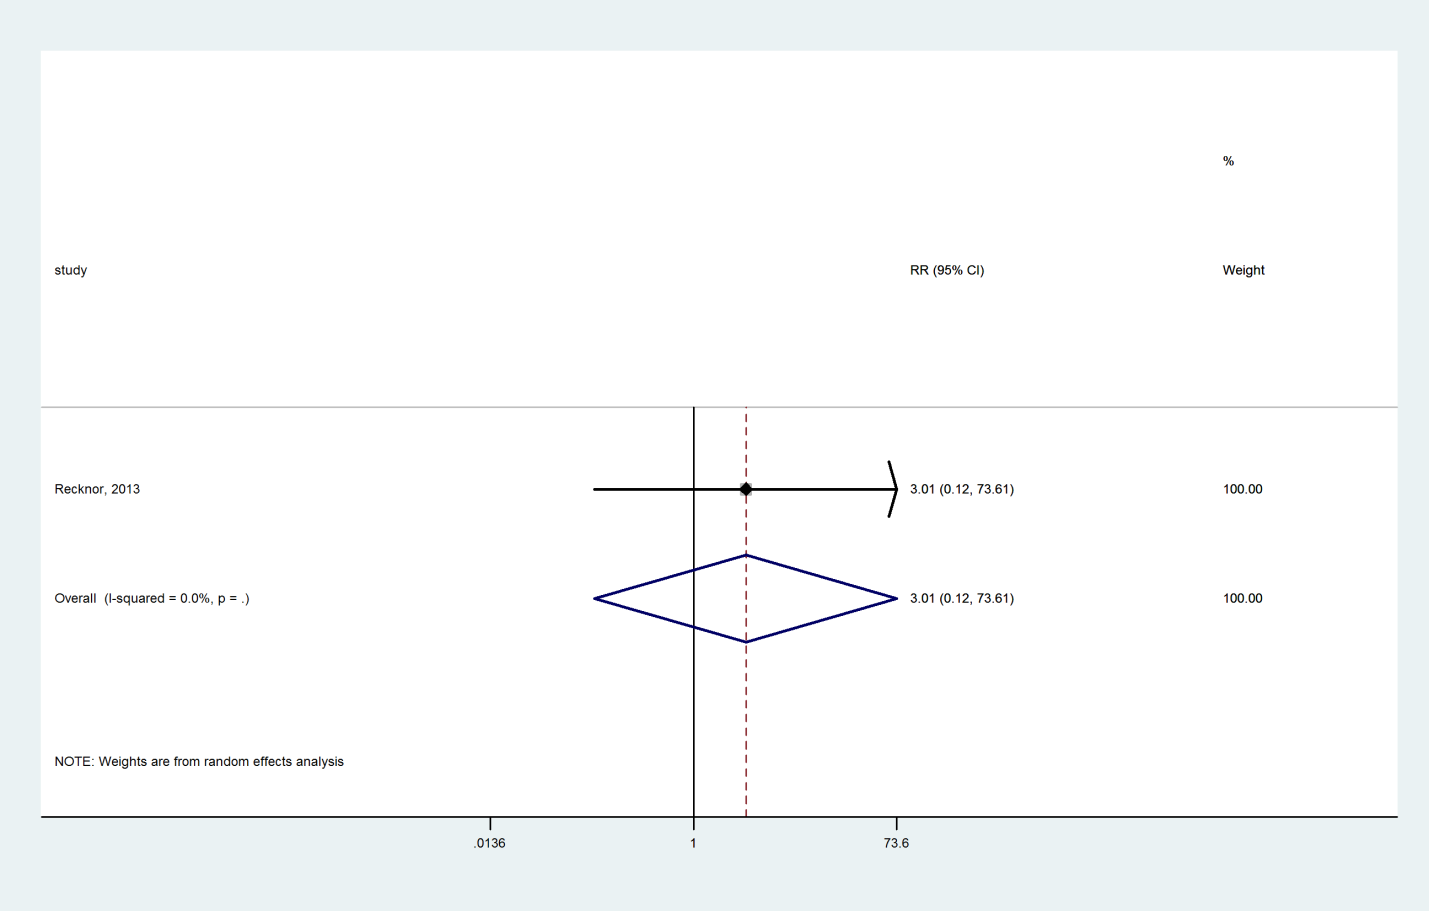 %
study RR (95% CI) Weight
Recknor, 2013 3.01 (0.12, 73.61) 100.00
Overall  (I-squared = 0.0%, p = .) 3.01 (0.12, 73.61) 100.00
NOTE: Weights are from random effects analysis
.0136 1 73.6